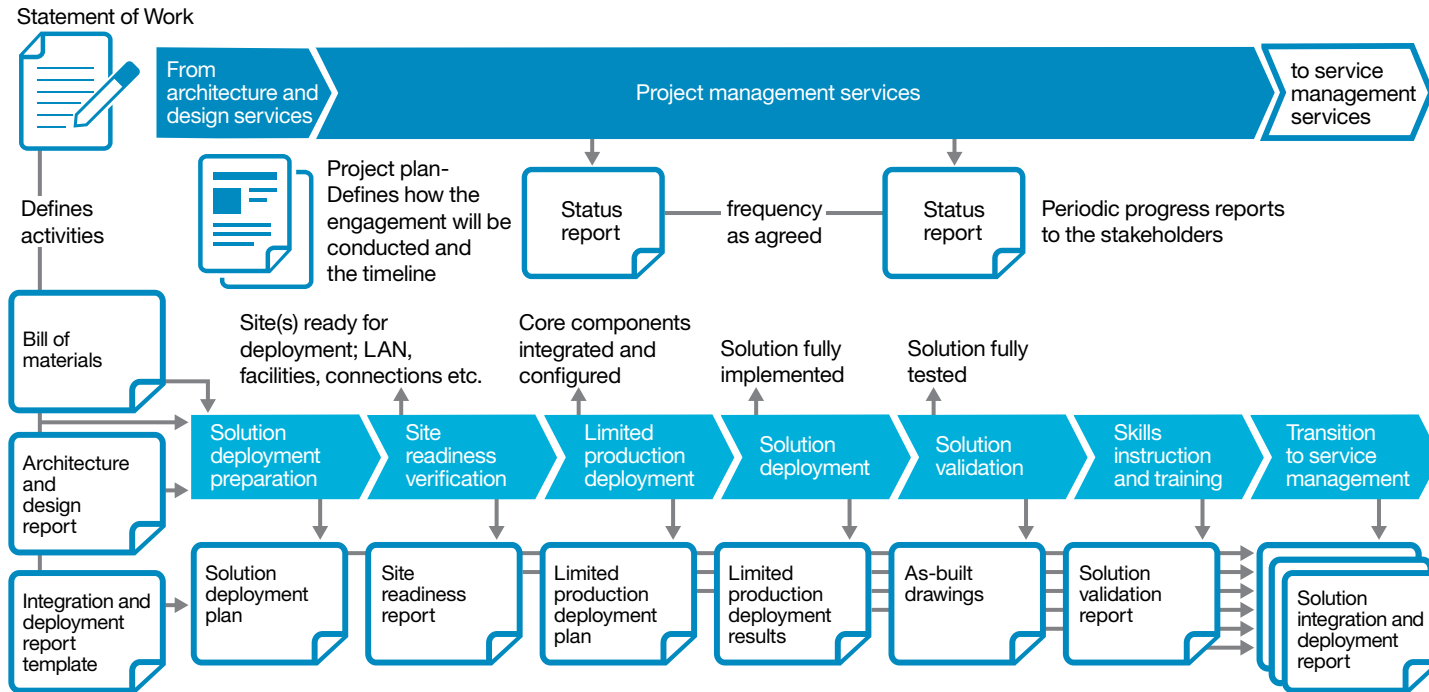 Statement of Work
From
architecture and
design services
Project management services
to service
management
services
Defines
activities
Project plan-
Defines how the
engagement will be
conducted and
the timeline
Status
report
frequency
as agreed
Status
report
Periodic progress reports
to the stakeholders
Bill of
materials
Site(s) ready for
deployment; LAN,
facilities, connections etc.
Core components
integrated and
configured
Solution fully
implemented
Solution fully
tested
Architecture
and
design
report
Solution
deployment
preparation
Site
readiness
verification
Limited
production
deployment
Solution
deployment
Solution
validation
Skills
instruction
and training
Transition
to service
management
Integration and
deployment
report
template
Solution
deployment
plan
Site
readiness
report
Limited
production
deployment
plan
Limited
production
deployment
results
As-built
drawings
Solution
validation
report
Solution
integration and
deployment
report